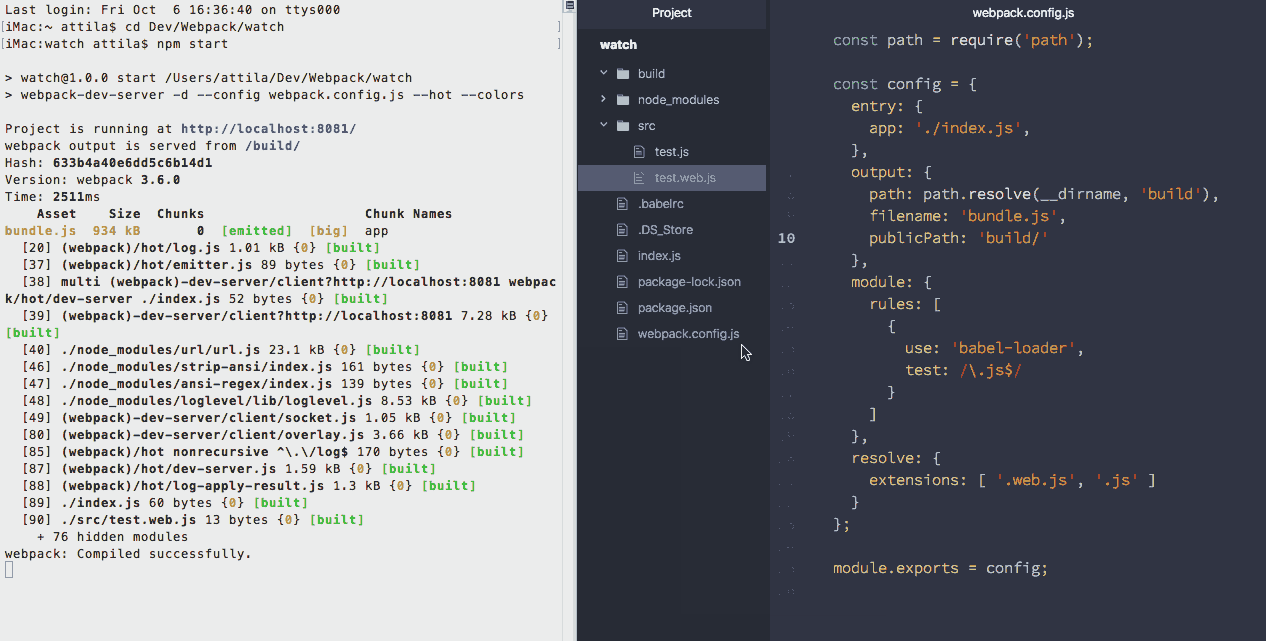 Last login: Fri Oct  6 16:36:40 on ttys000
[iMac:~ attila$ cd Dev/Webpack/watch ]
[iMac:watch attila$ npm start ]
> watch@1.0.0 start /Users/attila/Dev/Webpack/watch
> webpack-dev-server -d --config webpack.config.js --hot --colors
Project is running at http://localhost:8081/
webpack output is served from /build/
Hash: 633b4a40e6dd5c6b14d1
Version: webpack 3.6.0
Time: 2511ms
Asset    Size  Chunks                    Chunk Names
bundle.js  934 kB       0  [emitted]  [big]  app
[20] (webpack)/hot/log.js 1.01 kB {0} [built]
[37] (webpack)/hot/emitter.js 89 bytes {0} [built]
[38] multi (webpack)-dev-server/client?http://localhost:8081 webpac
k/hot/dev-server ./index.js 52 bytes {0} [built]
[39] (webpack)-dev-server/client?http://localhost:8081 7.28 kB {0}
[built]
[40] ./node_modules/url/url.js 23.1 kB {0} [built]
[46] ./node_modules/strip-ansi/index.js 161 bytes {0} [built]
[47] ./node_modules/ansi-regex/index.js 139 bytes {0} [built]
[48] ./node_modules/loglevel/lib/loglevel.js 8.53 kB {0} [built]
[49] (webpack)-dev-server/client/socket.js 1.05 kB {0} [built]
[80] (webpack)-dev-server/client/overlay.js 3.66 kB {0} [built]
[85] (webpack)/hot nonrecursive ^\.\/log$ 170 bytes {0} [built]
[87] (webpack)/hot/dev-server.js 1.59 kB {0} [built]
[88] (webpack)/hot/log-apply-result.js 1.3 kB {0} [built]
[89] ./index.js 60 bytes {0} [built]
[90] ./src/test.web.js 13 bytes {0} [built]
+ 76 hidden modules
webpack: Compiled successfully.
Project
watch
build
node_modules
src
test.js
test.web.js
.babelrc
.DS_Store
index.js
package-lock.json
package.json
webpack.config.js
webpack.config.js
const path = require('path');
const config = {
entry: {
app: './index.js',
},
output: {
path: path.resolve(__dirname, 'build'),
filename: 'bundle.js',
10 publicPath: 'build/'
},
module: {
rules: [
{
use: 'babel-loader',
test: /\.js$/
}
]
},
resolve: {
extensions: [ '.web.js', '.js' ]
}
};
module.exports = config;